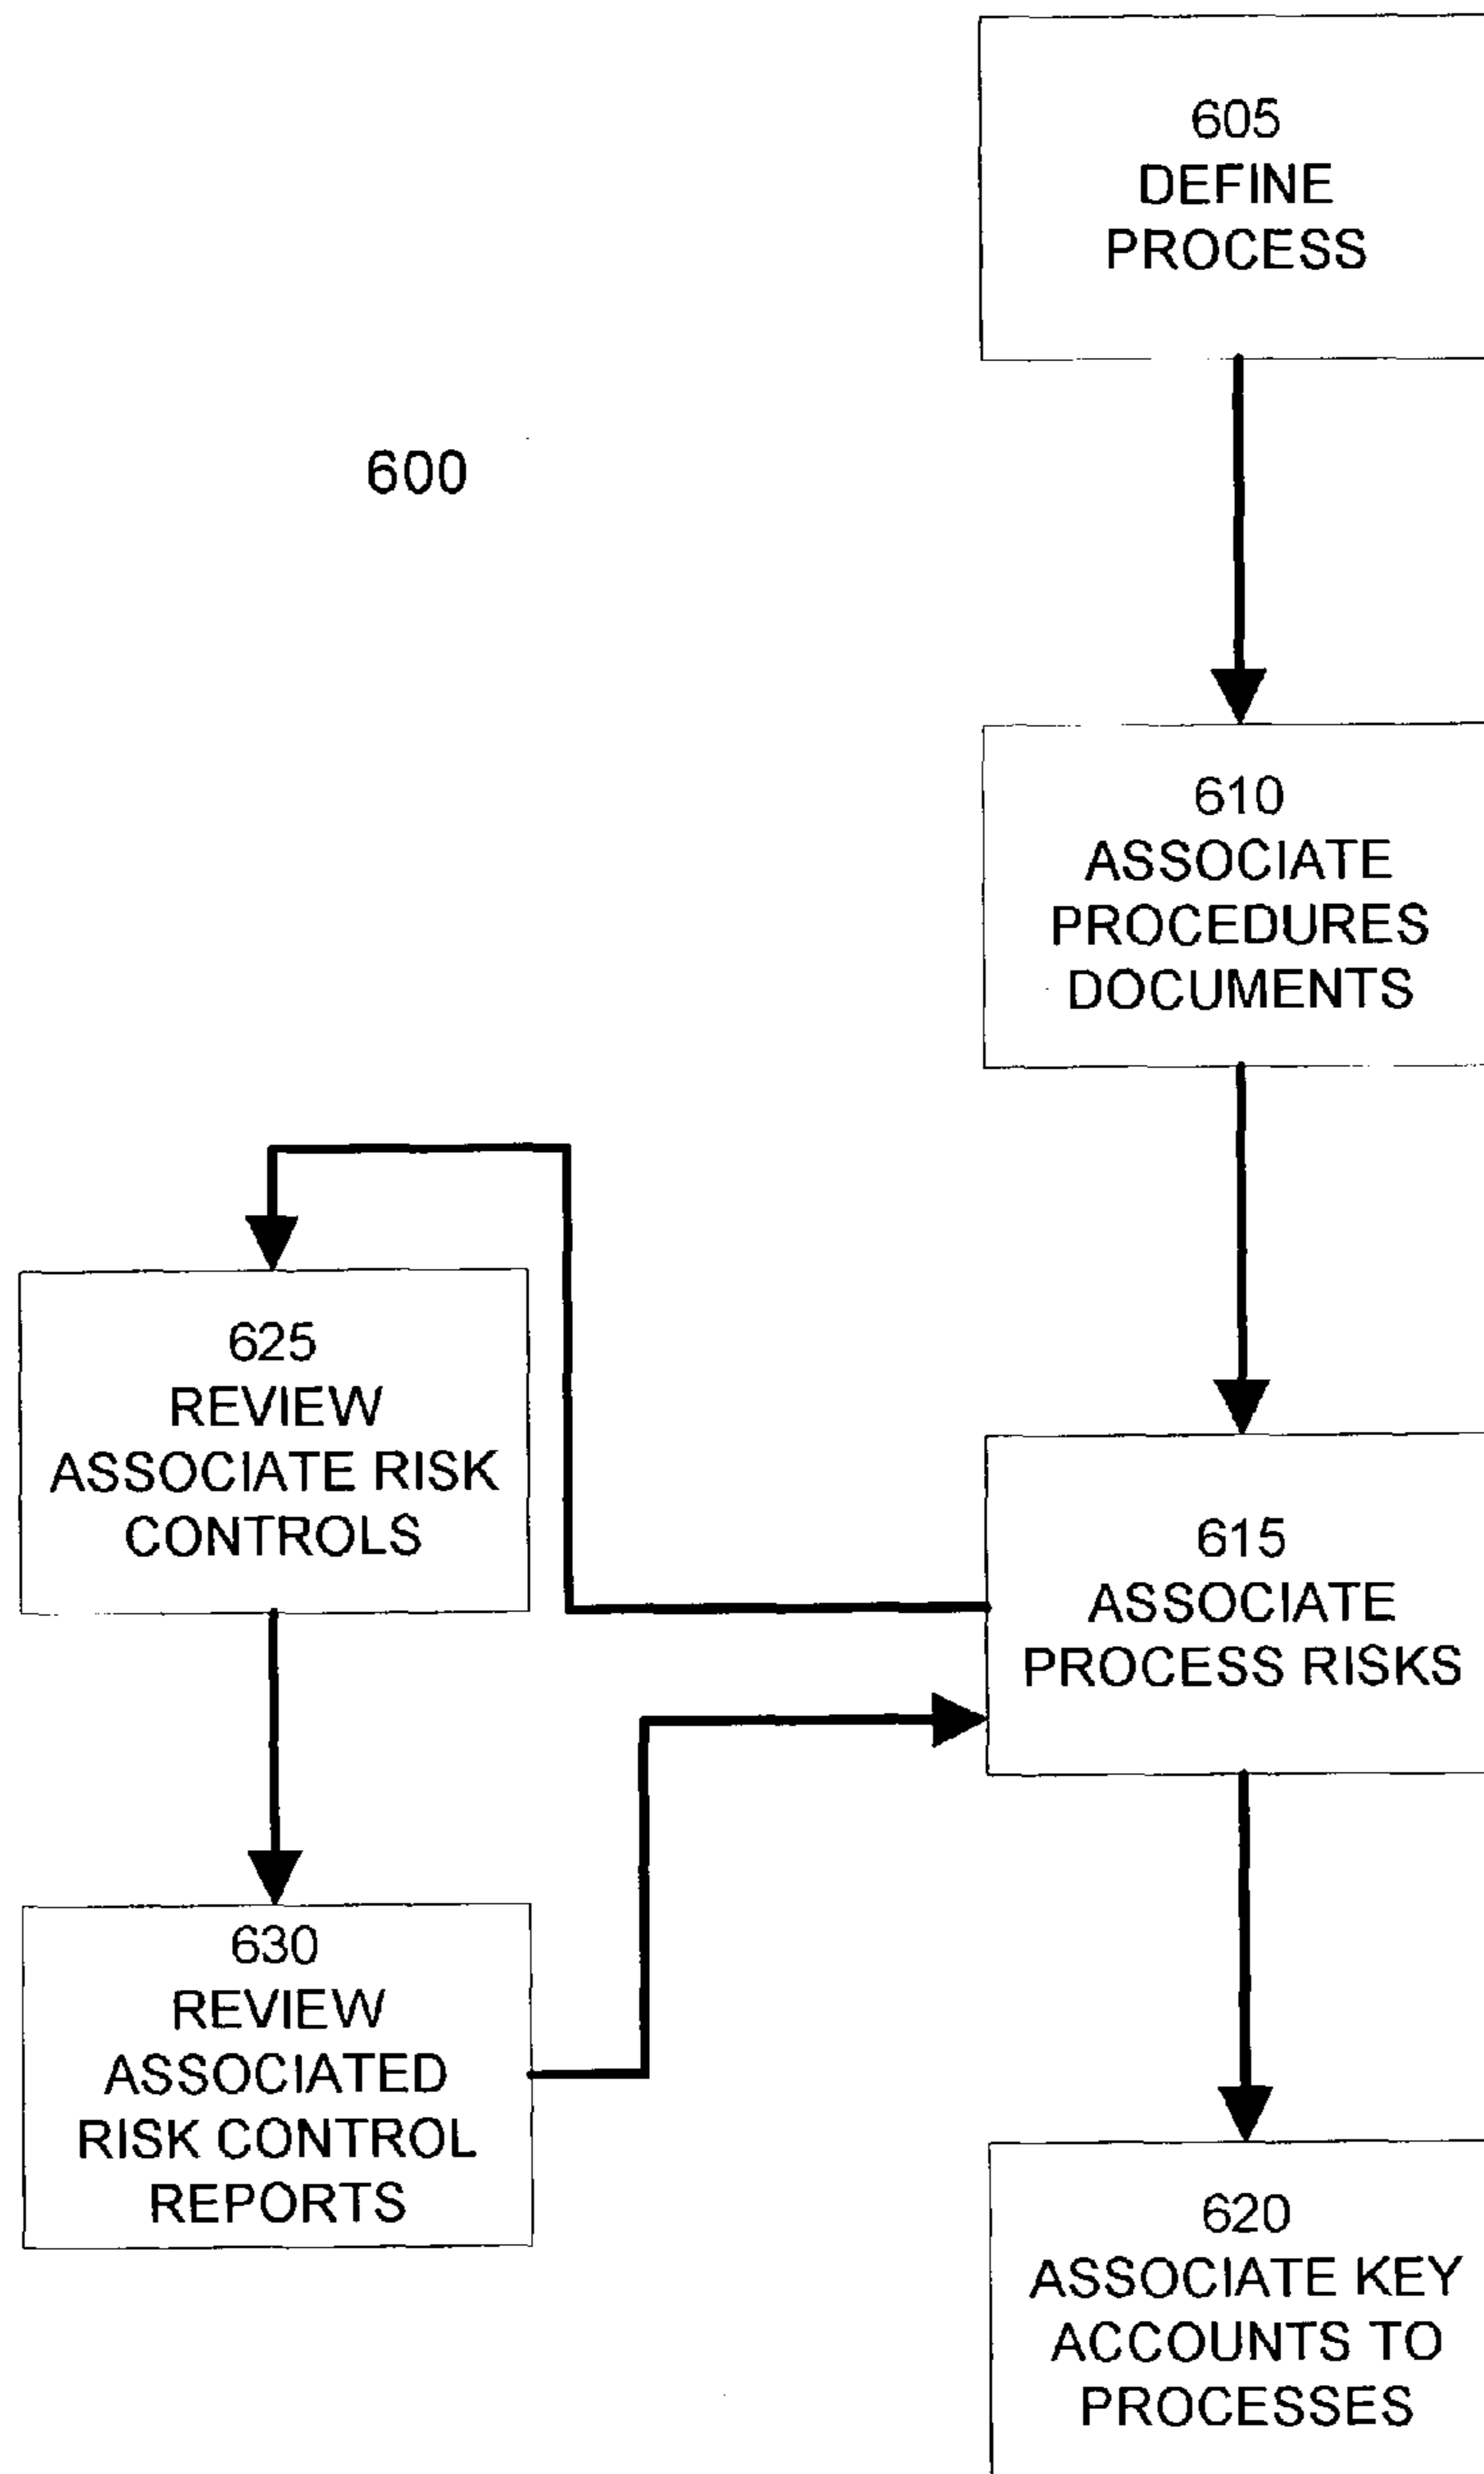 605
DEFINE
PROCESS
600
610
ASSOCIATE
PROCEDURES
DOCUMENTS
625
REVIEW
ASSOCIATE RISK
CONTROLS
615
ASSOCIATE
PROCESS RISKS
630
REVIEW
ASSOCIATED
RISK CONTROL
REPORTS
620
ASSOCIATE KEY
ACCOUNTS TO
PROCESSES